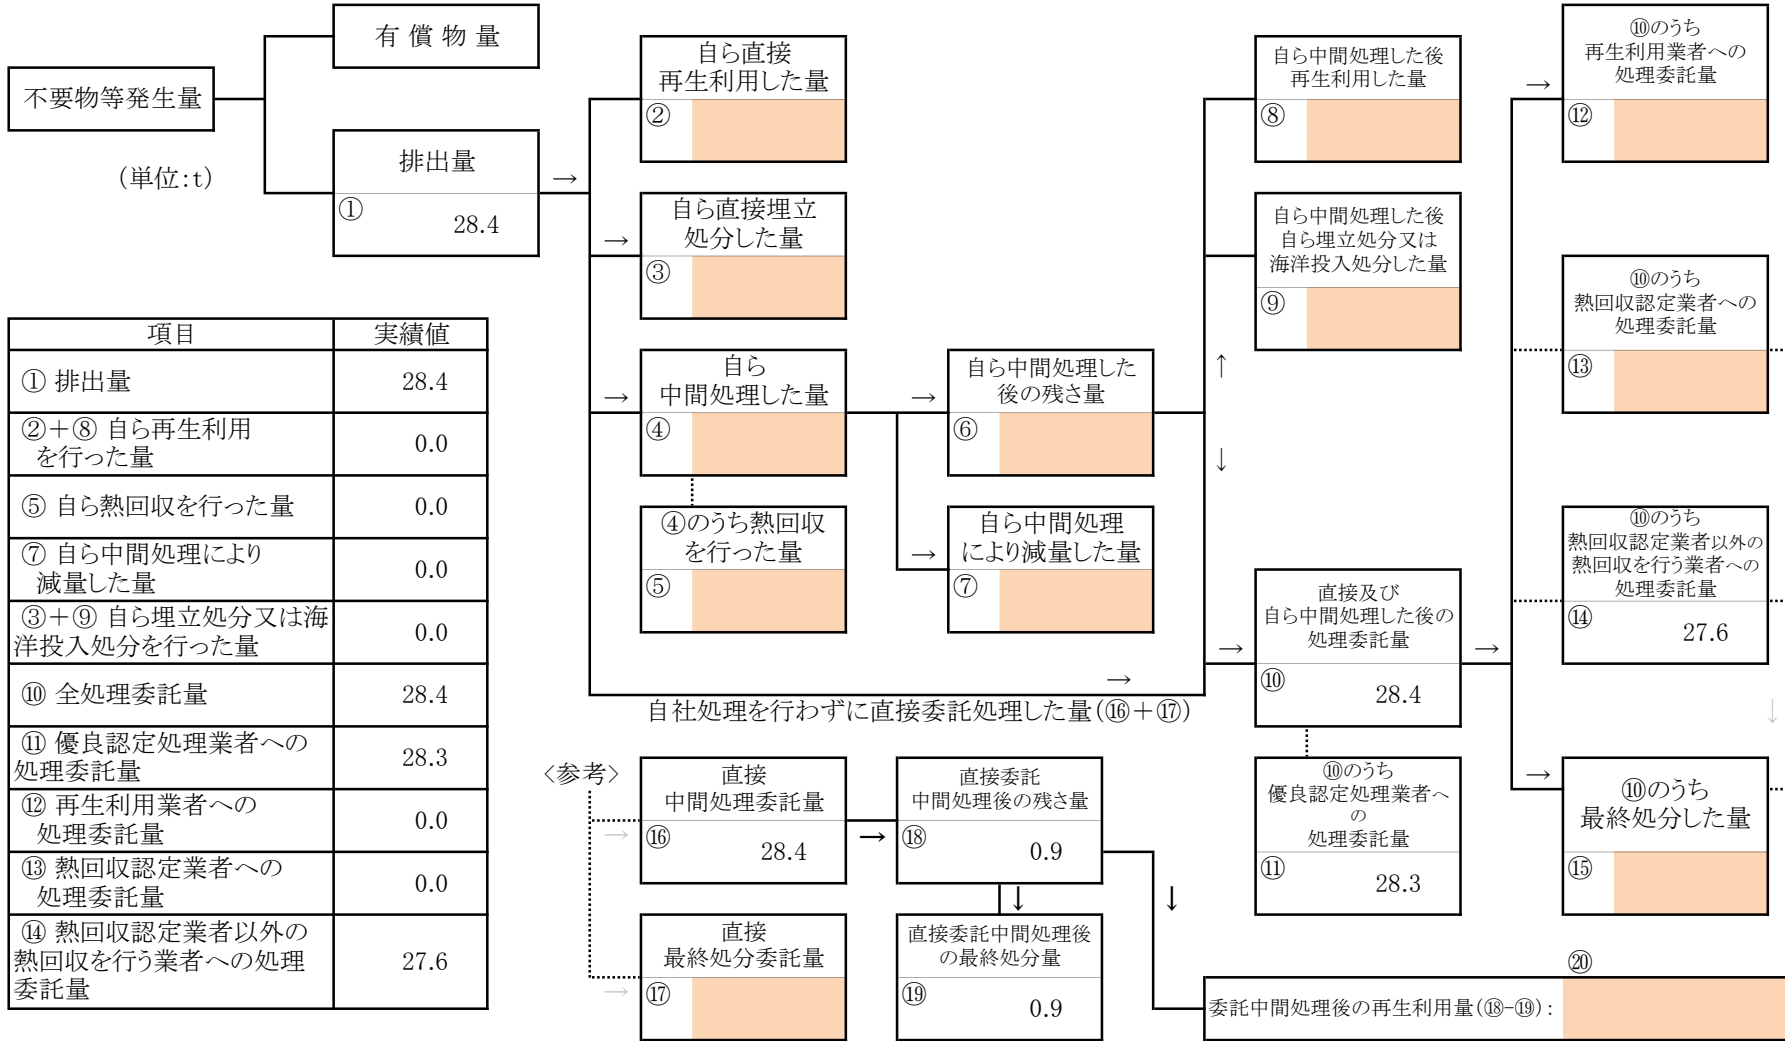 不要物等発生量
有償物量
(単位:t)
排出量
①
28.4
→
自ら直接
再生利用した量
②
→
自ら直接埋立
処分した量
③
→
自ら
中間処理した量
④
④のうち熱回収
を行った量
⑤
→
自ら中間処理した
後の残さ量
⑥
→
自ら中間処理
により減量した量
⑦
↑
↓
自ら中間処理した後
再生利用した量
⑧
自ら中間処理した後
自ら埋立処分又は
海洋投入処分した量
⑨
→
自社処理を行わずに直接委託処理した量(⑯+⑰)
→
直接及び
自ら中間処理した後の
処理委託量
⑩
28.4
→
⑩のうち
優良認定処理業者へ
の
処理委託量
⑪
28.3
→
⑩のうち
再生利用業者への
処理委託量
⑫
⑩のうち
熱回収認定業者への
処理委託量
⑬
⑩のうち
熱回収認定業者以外の
熱回収を行う業者への
処理委託量
⑭
27.6
↓
→
⑩のうち
最終処分した量
⑮
項目 実績値
① 排出量 28.4
②+⑧ 自ら再生利用
を行った量 0.0
⑤ 自ら熱回収を行った量 0.0
⑦ 自ら中間処理により
減量した量 0.0
③+⑨ 自ら埋立処分又は海
洋投入処分を行った量 0.0
⑩ 全処理委託量 28.4
⑪ 優良認定処理業者への
処理委託量 28.3
⑫ 再生利用業者への
処理委託量 0.0
⑬ 熱回収認定業者への
処理委託量 0.0
⑭ 熱回収認定業者以外の
熱回収を行う業者への処理
委託量 27.6
<参考>
→
直接
中間処理委託量
⑯
28.4
→
直接委託
中間処理後の残さ量
⑱
0.9
↓
↓
→
直接
最終処分委託量
⑰
直接委託中間処理後
の最終処分量
⑲
0.9
⑳
委託中間処理後の再生利用量(⑱-⑲):